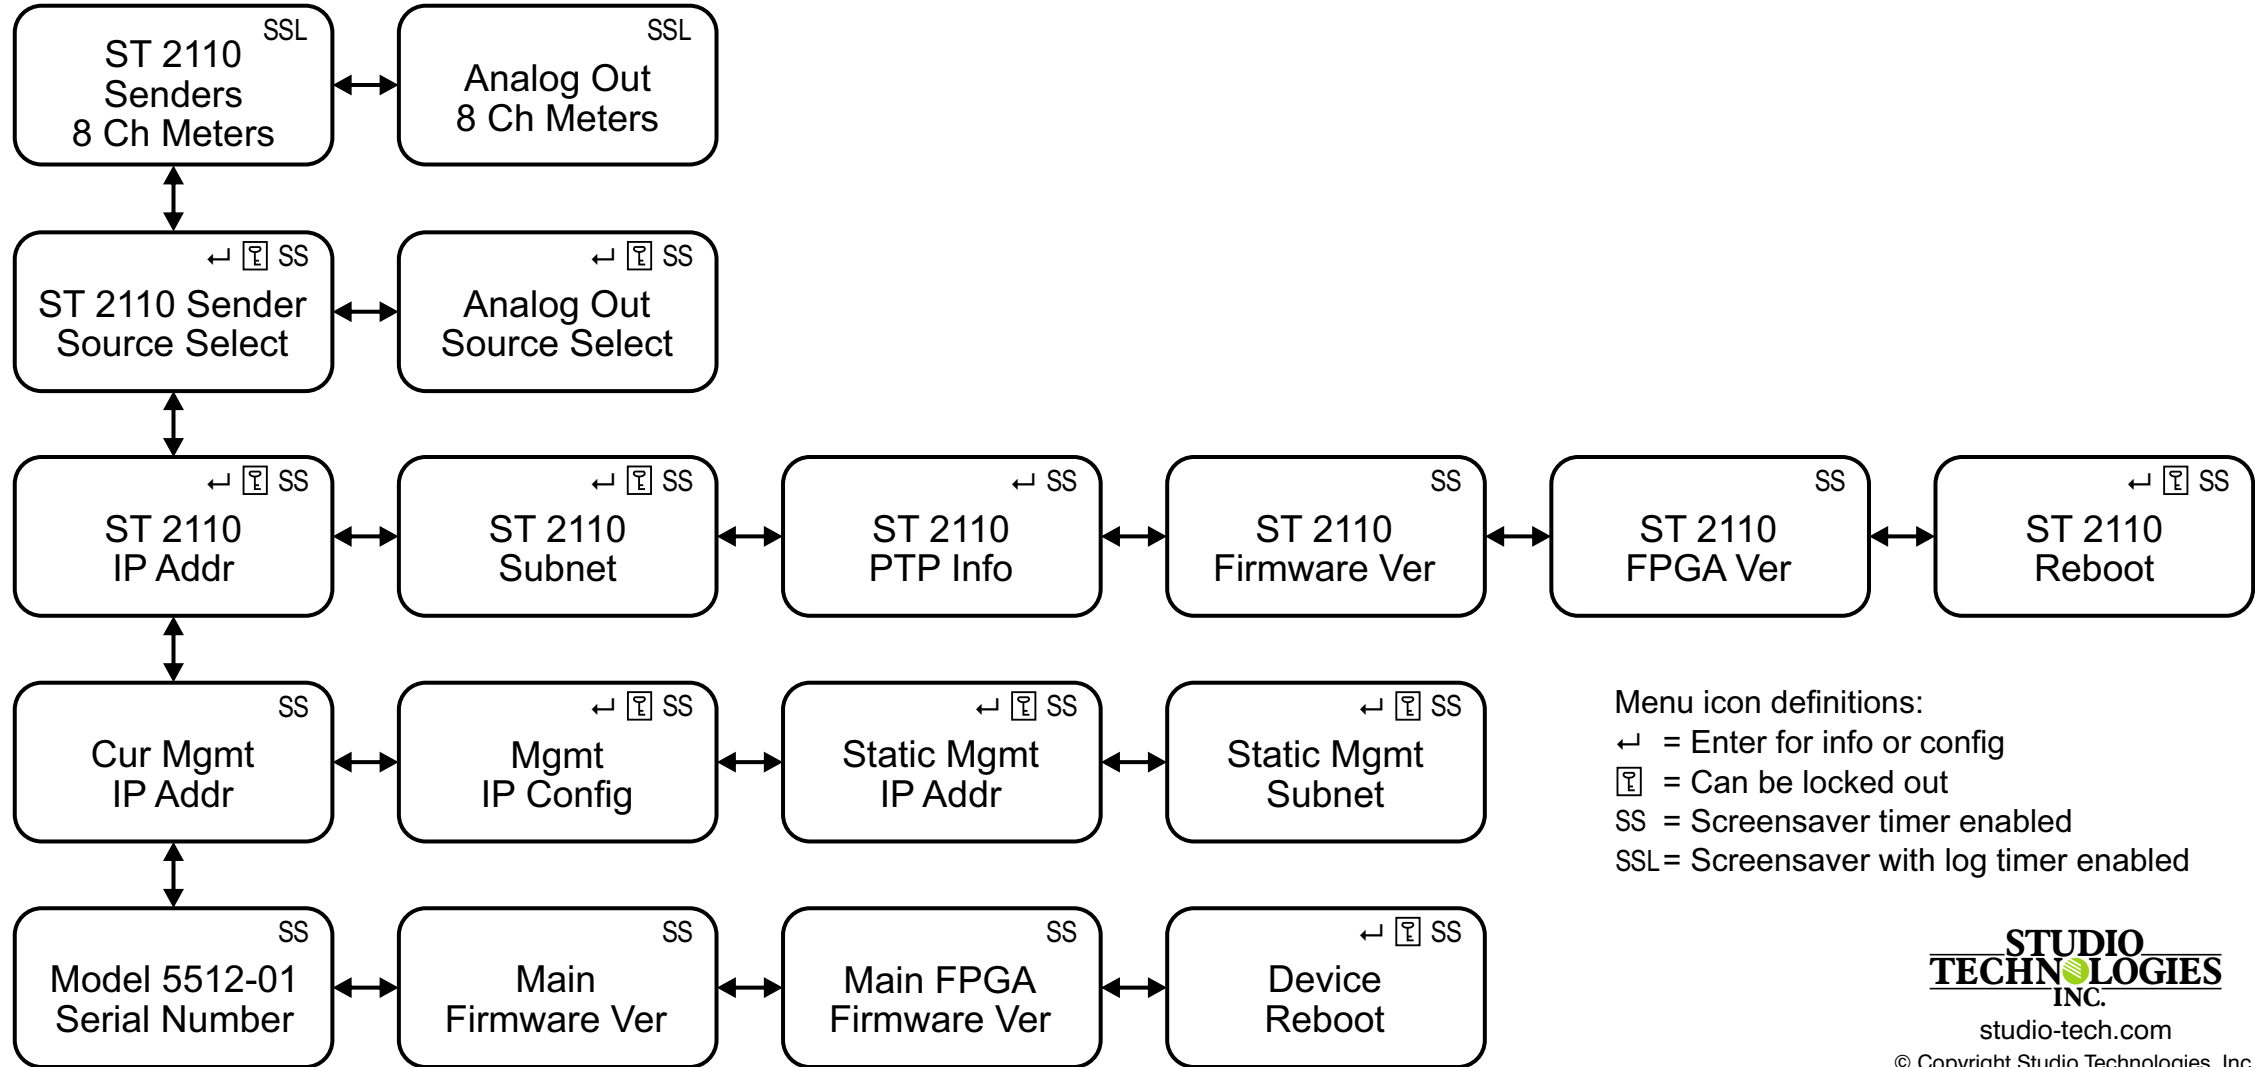 SSL
ST 2110
Senders
8 Ch Meters
SSL
Analog Out
8 Ch Meters
↵ SS
ST 2110 Sender
Source Select
↵ SS
Analog Out
Source Select
↵ SS
ST 2110
IP Addr
↵ SS
ST 2110
Subnet
↵ SS
ST 2110
PTP Info
SS
ST 2110
Firmware Ver
SS
ST 2110
FPGA Ver
↵ SS
ST 2110
Reboot
SS
Cur Mgmt
IP Addr
↵ SS
Mgmt
IP Config
↵ SS
Static Mgmt
IP Addr
↵ SS
Static Mgmt
Subnet
Menu icon definitions:
↵ = Enter for info or config
= Can be locked out
SS = Screensaver timer enabled
SSL = Screensaver with log timer enabled
SS
Model 5512-01
Serial Number
SS
Main
Firmware Ver
SS
Main FPGA
Firmware Ver
↵ SS
Device
Reboot
STUDIO
TECHNOLOGIES
INC.
studio-tech.com
© Copyright Studio Technologies, Inc